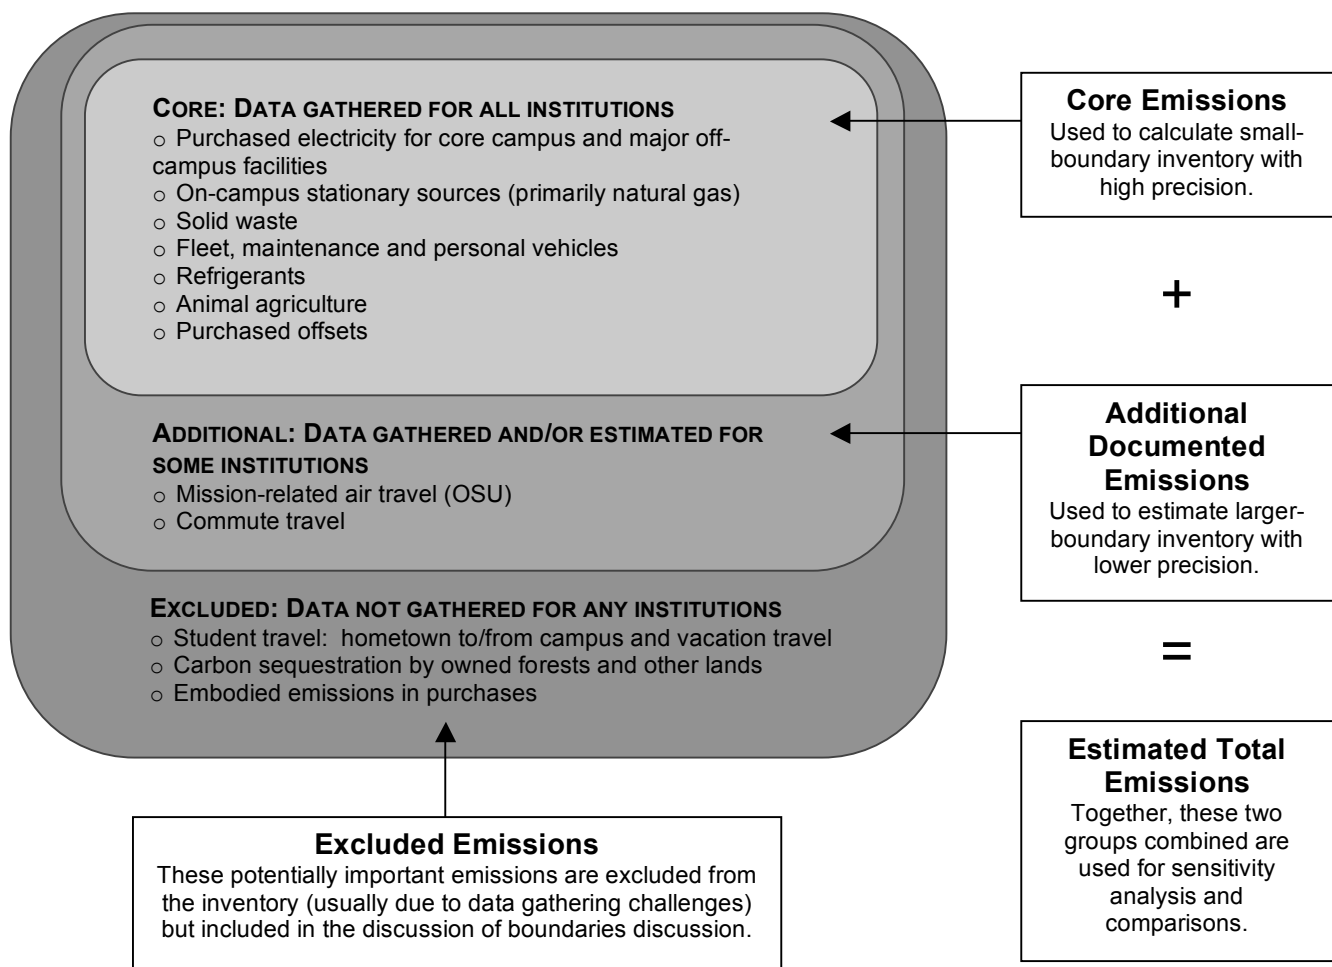 CORE: DATA GATHERED FOR ALL INSTITUTIONS
○ Purchased electricity for core campus and major off-
campus facilities
○ On-campus stationary sources (primarily natural gas)
○ Solid waste
○ Fleet, maintenance and personal vehicles
○ Refrigerants
○ Animal agriculture
○ Purchased offsets
ADDITIONAL: DATA GATHERED AND/OR ESTIMATED FOR
SOME INSTITUTIONS
○ Mission-related air travel (OSU)
○ Commute travel
EXCLUDED: DATA NOT GATHERED FOR ANY INSTITUTIONS
○ Student travel: hometown to/from campus and vacation travel
○ Carbon sequestration by owned forests and other lands
○ Embodied emissions in purchases
Excluded Emissions
These potentially important emissions are excluded from
the inventory (usually due to data gathering challenges)
but included in the discussion of boundaries discussion.
Core Emissions
Used to calculate small-
boundary inventory with
high precision.
+
Additional
Documented
Emissions
Used to estimate larger-
boundary inventory with
lower precision.
=
Estimated Total
Emissions
Together, these two
groups combined are
used for sensitivity
analysis and
comparisons.